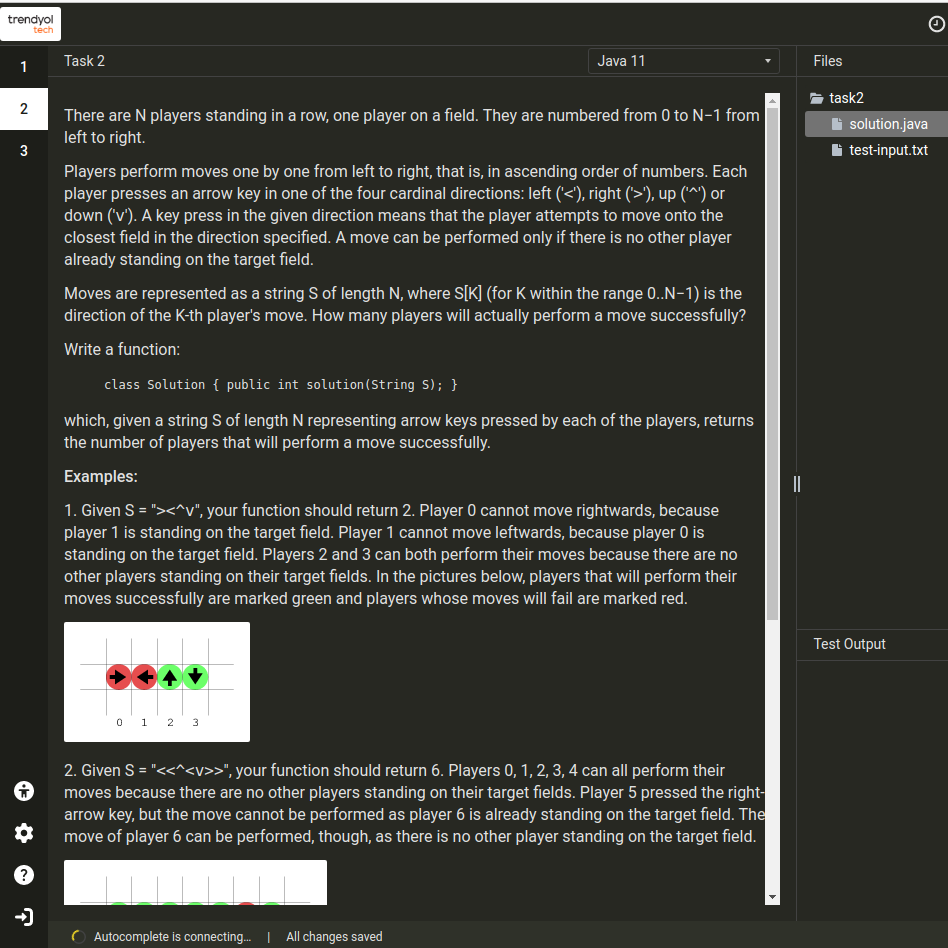 trendyol
tech
1
2
3
Task 2
Java 11
Files
task2
solution.java
test-input.txt
There are N players standing in a row, one player on a field. They are numbered from 0 to N−1 from
left to right.
Players perform moves one by one from left to right, that is, in ascending order of numbers. Each
player presses an arrow key in one of the four cardinal directions: left ('<'), right ('>'), up ('^') or
down ('v'). A key press in the given direction means that the player attempts to move onto the
closest field in the direction specified. A move can be performed only if there is no other player
already standing on the target field.
Moves are represented as a string S of length N, where S[K] (for K within the range 0..N−1) is the
direction of the K-th player's move. How many players will actually perform a move successfully?
Write a function:
class Solution { public int solution(String S); }
which, given a string S of length N representing arrow keys pressed by each of the players, returns
the number of players that will perform a move successfully.
Examples:
1. Given S = "><^v", your function should return 2. Player 0 cannot move rightwards, because
player 1 is standing on the target field. Player 1 cannot move leftwards, because player 0 is
standing on the target field. Players 2 and 3 can both perform their moves because there are no
other players standing on their target fields. In the pictures below, players that will perform their
moves successfully are marked green and players whose moves will fail are marked red.
0 1 2 3
2. Given S = "<<^<v>>", your function should return 6. Players 0, 1, 2, 3, 4 can all perform their
moves because there are no other players standing on their target fields. Player 5 pressed the right-
arrow key, but the move cannot be performed as player 6 is already standing on the target field. The
move of player 6 can be performed, though, as there is no other player standing on the target field.
Test Output
Autocomplete is connecting... | All changes saved